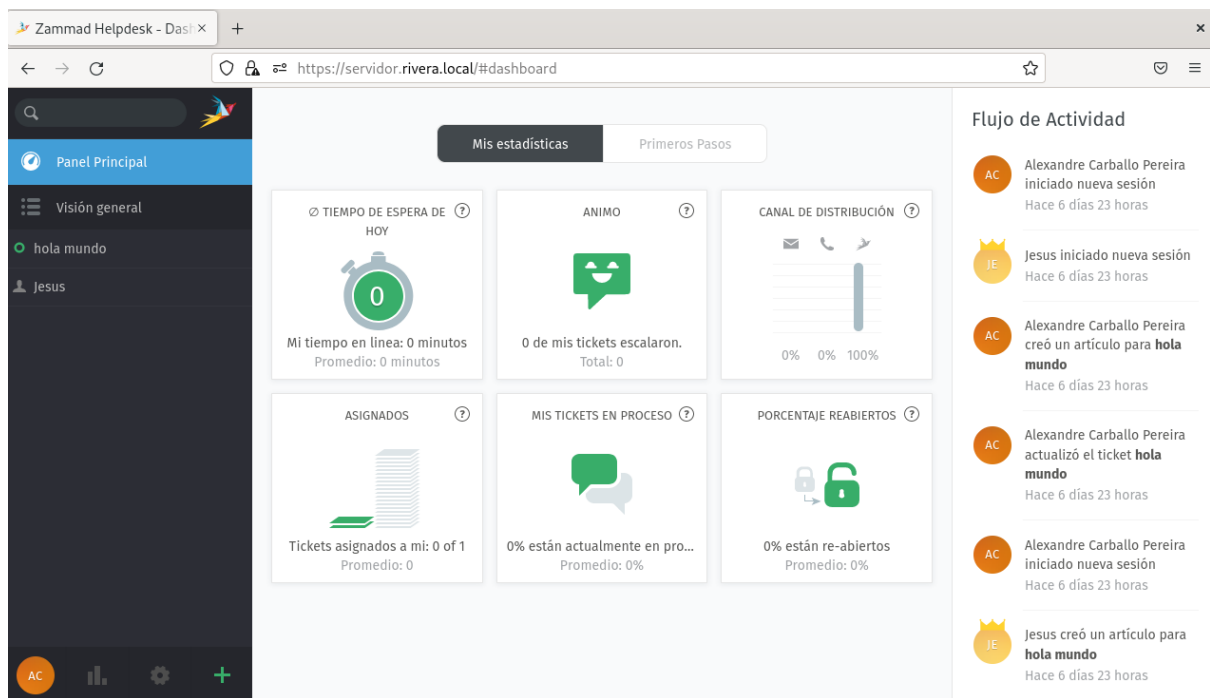 Zammad Helpdesk - Dash
https://servidor.rivera.local/#dashboard
Panel Principal
Visión general
hola mundo
Jesus
AC
Mis estadísticas
Primeros Pasos
∅ TIEMPO DE ESPERA DE
HOY
0
Mi tiempo en linea: 0 minutos
Promedio: 0 minutos
ANIMO
0 de mis tickets escalaron.
Total: 0
CANAL DE DISTRIBUCIÓN
0% 0% 100%
ASIGNADOS
Tickets asignados a mi: 0 of 1
Promedio: 0
MIS TICKETS EN PROCESO
0% están actualmente en pro...
Promedio: 0%
PORCENTAJE REABIERTOS
0% están re-abiertos
Promedio: 0%
Flujo de Actividad
AC
Alexandre Carballo Pereira
iniciado nueva sesión
Hace 6 días 23 horas
JE
Jesus iniciado nueva sesión
Hace 6 días 23 horas
AC
Alexandre Carballo Pereira
creó un artículo para hola
mundo
Hace 6 días 23 horas
AC
Alexandre Carballo Pereira
actualizó el ticket hola
mundo
Hace 6 días 23 horas
AC
Alexandre Carballo Pereira
iniciado nueva sesión
Hace 6 días 23 horas
JE
Jesus creó un artículo para
hola mundo
Hace 6 días 23 horas